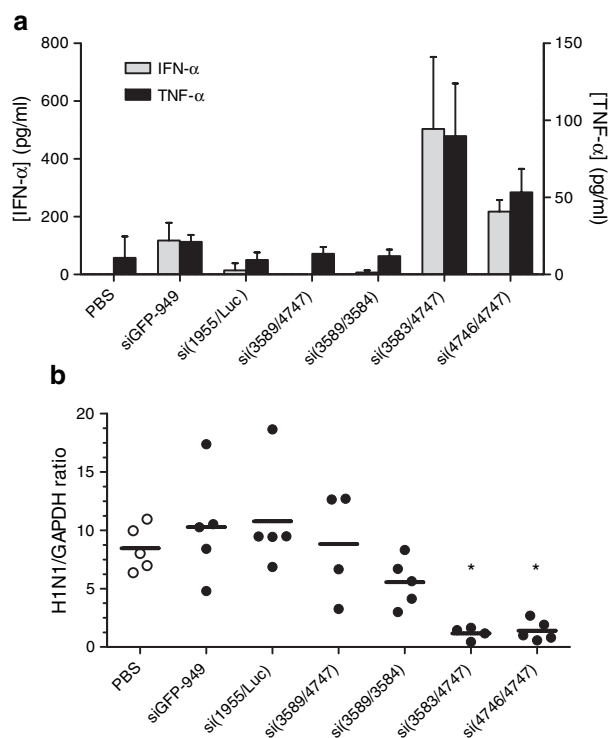 a
800
600
400
200
0
[IFN-α] (pg/ml)
IFN-α
TNF-α
150
100
50
0
[TNF-α] (pg/ml)
PBS
siGFP-949
si(1955/Luc)
si(3589/4747)
si(3589/3584)
si(3583/4747)
si(4746/4747)
b
20
15
10
5
0
H1N1/GAPDH ratio
*
*
PBS
siGFP-949
si(1955/Luc)
si(3589/4747)
si(3589/3584)
si(3583/4747)
si(4746/4747)